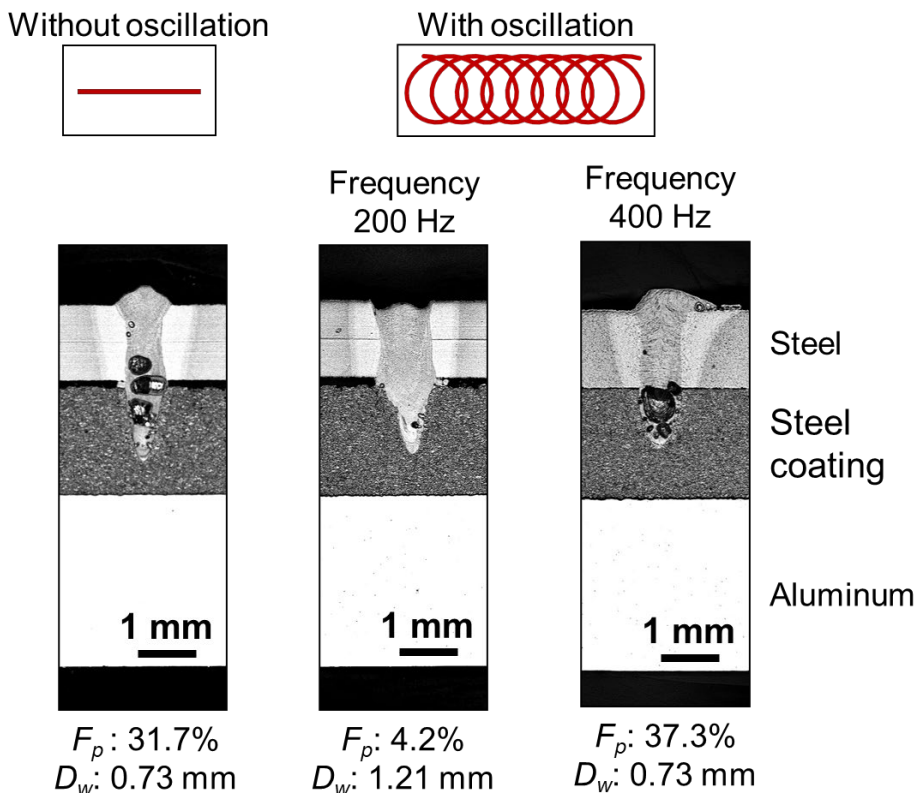 Without oscillation
With oscillation
Frequency
200 Hz
Frequency
400 Hz
Steel
Steel
coating
Aluminum
1 mm
1 mm
1 mm
Fp: 31.7%
Dw: 0.73 mm
Fp: 4.2%
Dw: 1.21 mm
Fp: 37.3%
Dw: 0.73 mm